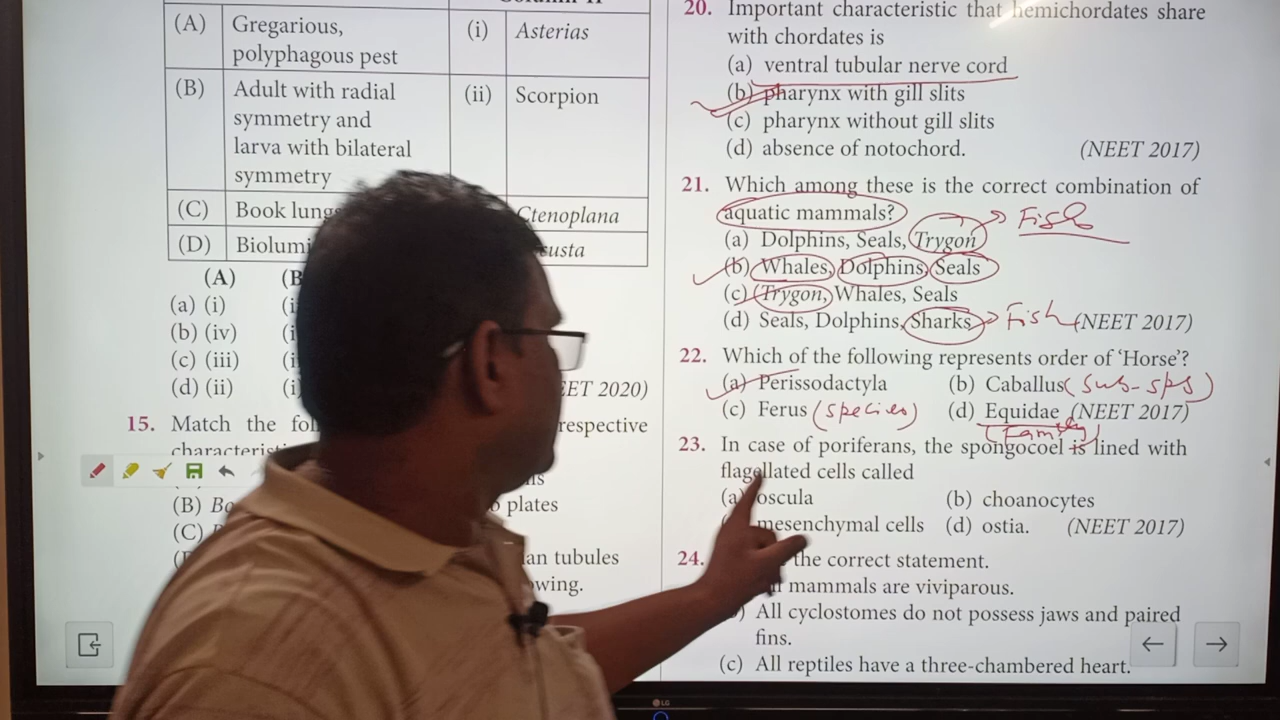 (A) Gregarious, (i) Asterias
polyphagous pest
(B) Adult with radial (ii) Scorpion
symmetry and
larva with bilateral
symmetry
(C) Book Ctenoplana
(D)
(A)
(a) (i)
(b) (iv)
(c) (iii)
(d) (ii) 2020)
15. Match the respective
(B)
plates
(C)
tubules
20. Important characteristic that hemichordates share
with chordates is
(a) ventral tubular nerve cord
(b) pharynx with gill slits
(c) pharynx without gill slits
(d) absence of notochord. (NEET 2017)
21. Which among these is the correct combination of
aquatic mammals?
(a) Dolphins, Seals, Trygon Fish
(b) Whales, Dolphins, Seals
(c) Trygon, Whales, Seals
(d) Seals, Dolphins, Sharks Fish (NEET 2017)
22. Which of the following represents order of ‘Horse’?
(a) Perissodactyla (b) Caballus (sub-sps)
(c) Ferus (species) (d) Equidae (NEET 2017)
(Family)
23. In case of poriferans, the spongocoel is lined with
flagellated cells called
(a) oscula (b) choanocytes
mesenchymal cells (d) ostia. (NEET 2017)
24. the correct statement.
mammals are viviparous.
All cyclostomes do not possess jaws and paired
fins.
(c) All reptiles have a three-chambered heart.
LG